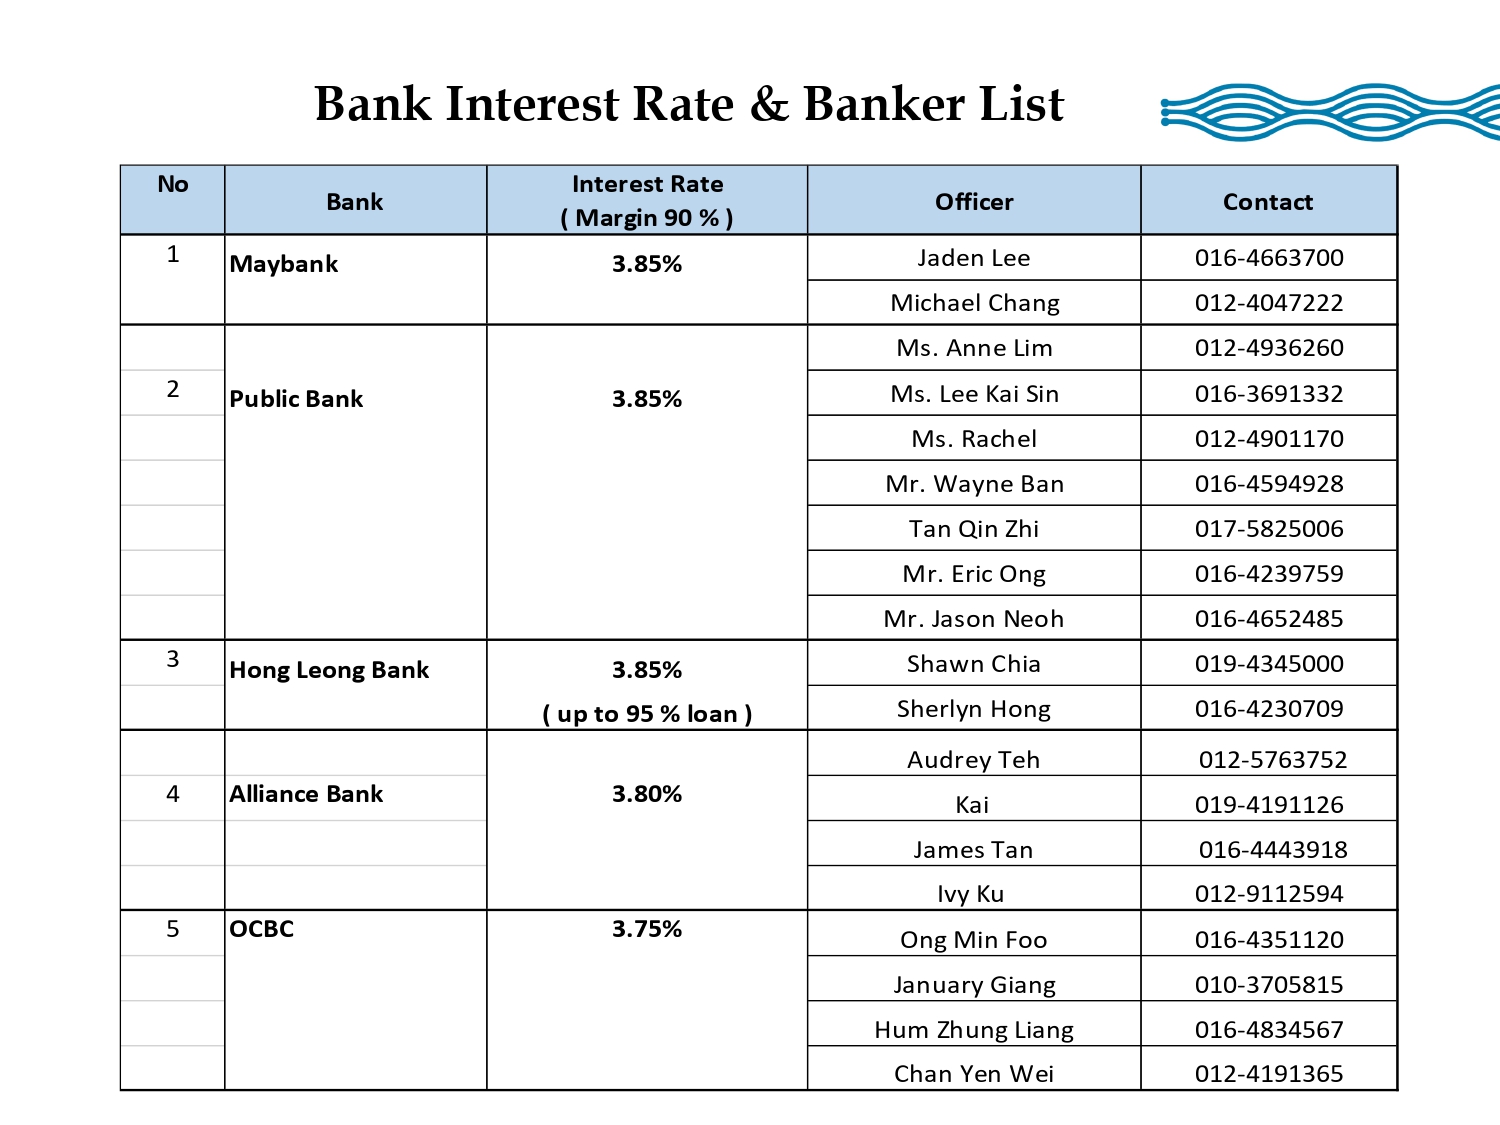 Bank Interest Rate & Banker List
No Bank Interest Rate ( Margin 90 % ) Officer Contact
1 Maybank 3.85% Jaden Lee 016-4663700
Michael Chang 012-4047222
Ms. Anne Lim 012-4936260
2 Public Bank 3.85% Ms. Lee Kai Sin 016-3691332
Ms. Rachel 012-4901170
Mr. Wayne Ban 016-4594928
Tan Qin Zhi 017-5825006
Mr. Eric Ong 016-4239759
Mr. Jason Neoh 016-4652485
3 Hong Leong Bank 3.85% Shawn Chia 019-4345000
( up to 95 % loan ) Sherlyn Hong 016-4230709
Audrey Teh 012-5763752
4 Alliance Bank 3.80% Kai 019-4191126
James Tan 016-4443918
Ivy Ku 012-9112594
5 OCBC 3.75% Ong Min Foo 016-4351120
January Giang 010-3705815
Hum Zhung Liang 016-4834567
Chan Yen Wei 012-4191365